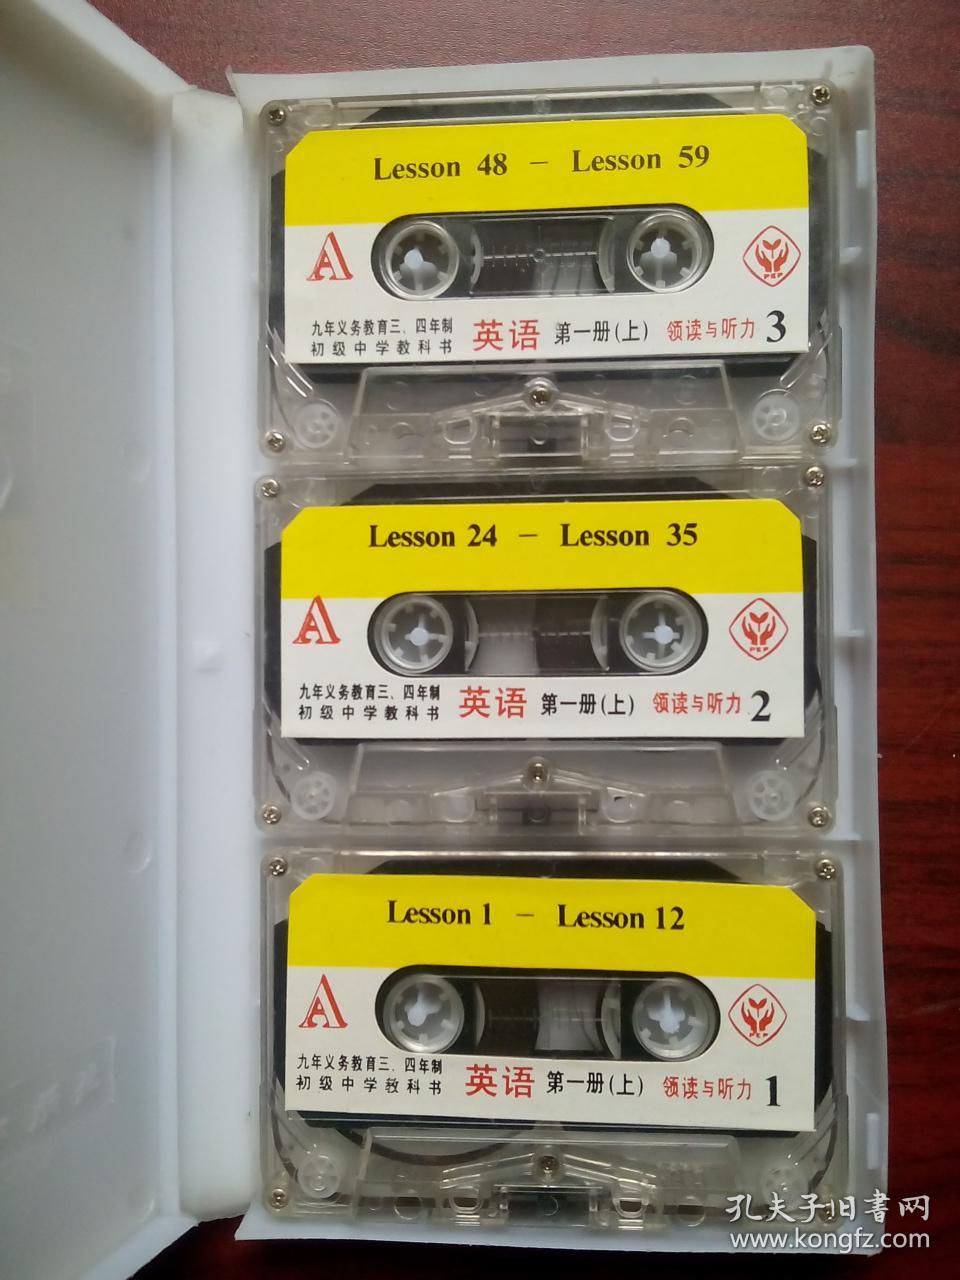 Lesson 48 — Lesson 59
A
PEP
九年义务教育三、四年制
初级中学教科书
英语 第一册(上) 领读与听力 3
Lesson 24 — Lesson 35
A
PEP
九年义务教育三、四年制
初级中学教科书
英语 第一册(上) 领读与听力 2
Lesson 1 — Lesson 12
A
PEP
九年义务教育三、四年制
初级中学教科书
英语 第一册(上) 领读与听力 1
孔夫子旧書网
www.kongfz.com